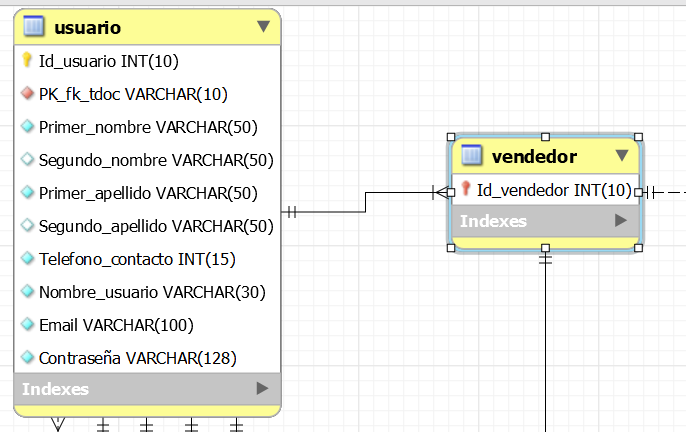 usuario
Id_usuario INT(10)
PK_fk_tdoc VARCHAR(10)
Primer_nombre VARCHAR(50)
Segundo_nombre VARCHAR(50)
Primer_apellido VARCHAR(50)
Segundo_apellido VARCHAR(50)
Telefono_contacto INT(15)
Nombre_usuario VARCHAR(30)
Email VARCHAR(100)
Contraseña VARCHAR(128)
Indexes
vendedor
Id_vendedor INT(10)
Indexes